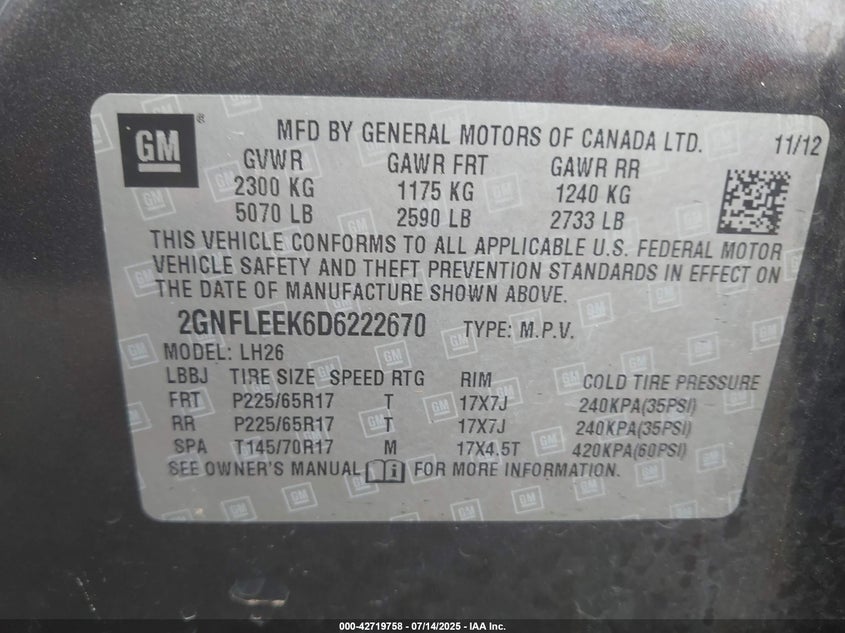 GM ®
MFD BY GENERAL MOTORS OF CANADA LTD. 11/12
GVWR GAWR FRT GAWR RR
2300 KG 1175 KG 1240 KG
5070 LB 2590 LB 2733 LB
THIS VEHICLE CONFORMS TO ALL APPLICABLE U.S. FEDERAL MOTOR
VEHICLE SAFETY AND THEFT PREVENTION STANDARDS IN EFFECT ON
THE DATE OF MANUFACTURE SHOWN ABOVE.
2GNFLEEK6D6222670 TYPE: M.P.V.
MODEL: LH26
LBBJ TIRE SIZE SPEED RTG RIM COLD TIRE PRESSURE
FRT P225/65R17 T 17X7J 240KPA(35PSI)
RR P225/65R17 T 17X7J 240KPA(35PSI)
SPA T145/70R17 M 17X4.5T 420KPA(60PSI)
SEE OWNER'S MANUAL FOR MORE INFORMATION.
000-42719758 - 07/14/2025 - IAA Inc.